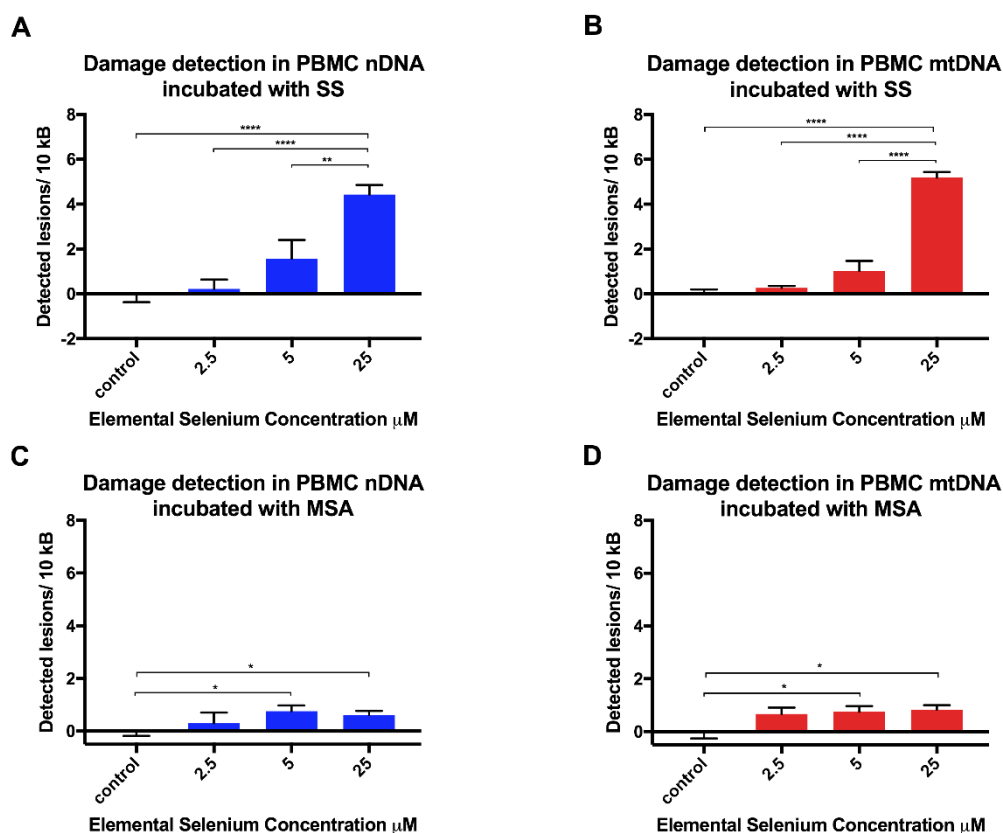 A
Damage detection in PBMC nDNA
incubated with SS
Detected lesions/ 10 kB
8
6
4
2
0
-2
****
****
**
control
2.5
5
25
Elemental Selenium Concentration μM
B
Damage detection in PBMC mtDNA
incubated with SS
Detected lesions/ 10 kB
8
6
4
2
0
-2
****
****
****
control
2.5
5
25
Elemental Selenium Concentration μM
C
Damage detection in PBMC nDNA
incubated with MSA
Detected lesions/ 10 kB
8
6
4
2
0
*
*
control
2.5
5
25
Elemental Selenium Concentration μM
D
Damage detection in PBMC mtDNA
incubated with MSA
Detected lesions/ 10 kB
8
6
4
2
0
*
*
control
2.5
5
25
Elemental Selenium Concentration μM